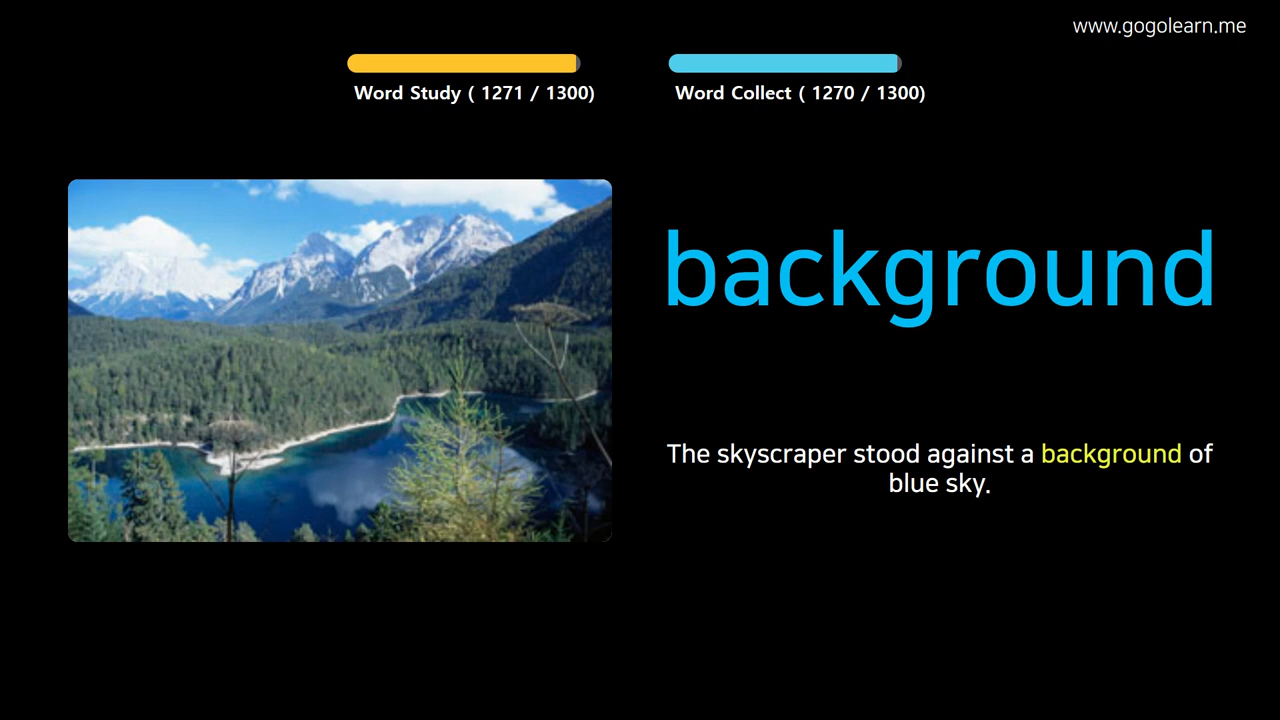 www.gogolearn.me
Word Study ( 1271 / 1300)
Word Collect ( 1270 / 1300)
background
The skyscraper stood against a background of
blue sky.